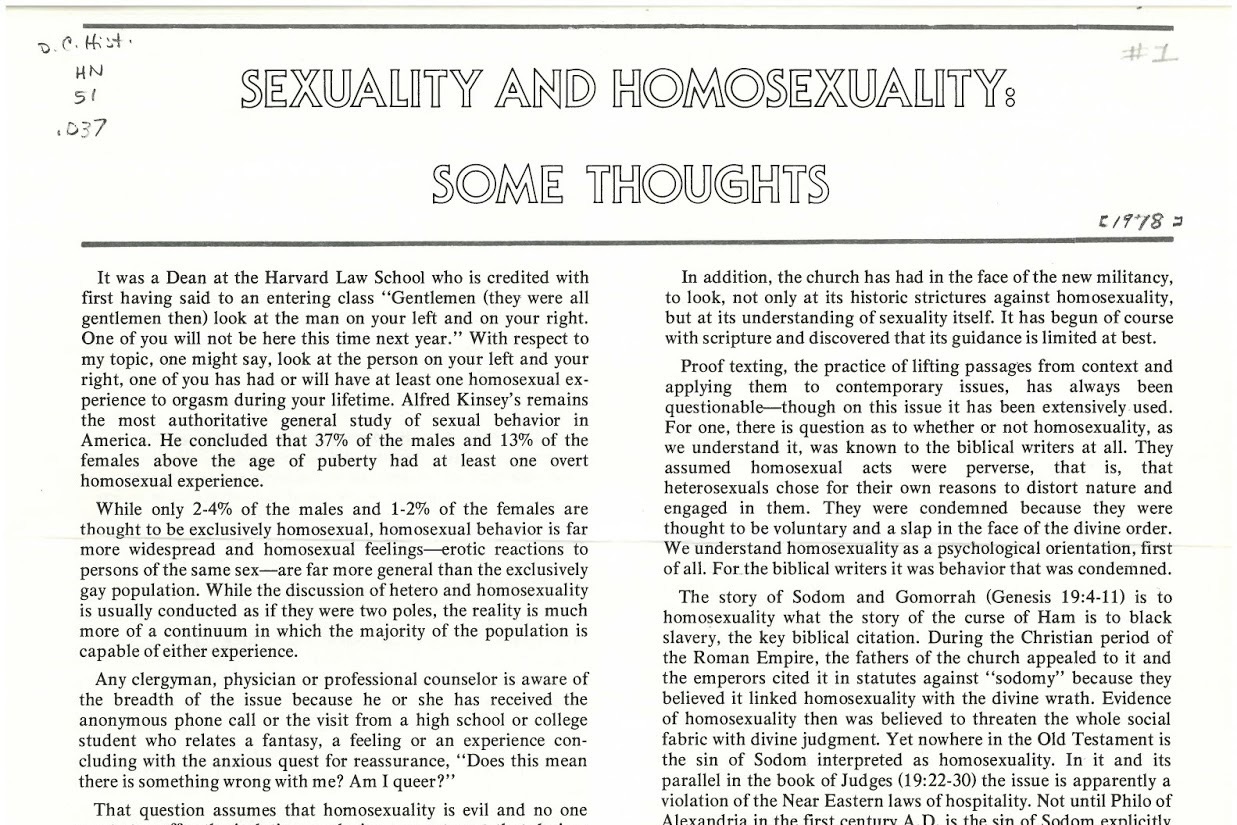 D. C. Hist.
HN
51
.037
#1
SEXUALITY AND HOMOSEXUALITY:
SOME THOUGHTS
[1978]
It was a Dean at the Harvard Law School who is credited with
first having said to an entering class “Gentlemen (they were all
gentlemen then) look at the man on your left and on your right.
One of you will not be here this time next year.” With respect to
my topic, one might say, look at the person on your left and your
right, one of you has had or will have at least one homosexual ex-
perience to orgasm during your lifetime. Alfred Kinsey’s remains
the most authoritative general study of sexual behavior in
America. He concluded that 37% of the males and 13% of the
females above the age of puberty had at least one overt
homosexual experience.
While only 2-4% of the males and 1-2% of the females are
thought to be exclusively homosexual, homosexual behavior is far
more widespread and homosexual feelings—erotic reactions to
persons of the same sex—are far more general than the exclusively
gay population. While the discussion of hetero and homosexuality
is usually conducted as if they were two poles, the reality is much
more of a continuum in which the majority of the population is
capable of either experience.
Any clergyman, physician or professional counselor is aware of
the breadth of the issue because he or she has received the
anonymous phone call or the visit from a high school or college
student who relates a fantasy, a feeling or an experience con-
cluding with the anxious quest for reassurance, “Does this mean
there is something wrong with me? Am I queer?”
That question assumes that homosexuality is evil and no one
In addition, the church has had in the face of the new militancy,
to look, not only at its historic strictures against homosexuality,
but at its understanding of sexuality itself. It has begun of course
with scripture and discovered that its guidance is limited at best.
Proof texting, the practice of lifting passages from context and
applying them to contemporary issues, has always been
questionable—though on this issue it has been extensively used.
For one, there is question as to whether or not homosexuality, as
we understand it, was known to the biblical writers at all. They
assumed homosexual acts were perverse, that is, that
heterosexuals chose for their own reasons to distort nature and
engaged in them. They were condemned because they were
thought to be voluntary and a slap in the face of the divine order.
We understand homosexuality as a psychological orientation, first
of all. For the biblical writers it was behavior that was condemned.
The story of Sodom and Gomorrah (Genesis 19:4-11) is to
homosexuality what the story of the curse of Ham is to black
slavery, the key biblical citation. During the Christian period of
the Roman Empire, the fathers of the church appealed to it and
the emperors cited it in statutes against “sodomy” because they
believed it linked homosexuality with the divine wrath. Evidence
of homosexuality then was believed to threaten the whole social
fabric with divine judgment. Yet nowhere in the Old Testament is
the sin of Sodom interpreted as homosexuality. In it and its
parallel in the book of Judges (19:22-30) the issue is apparently a
violation of the Near Eastern laws of hospitality. Not until Philo of
Alexandria in the first century A.D. is the sin of Sodom explicitly